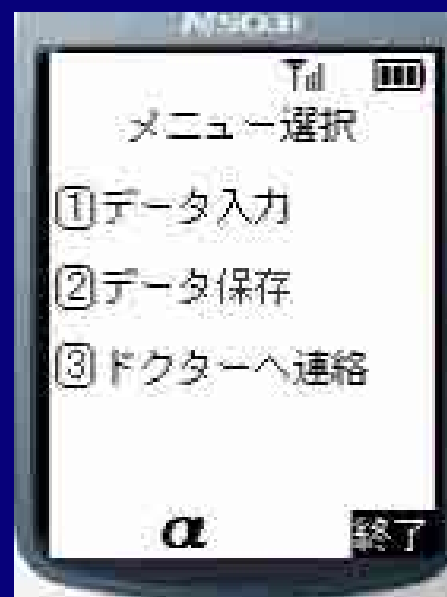 メニュー選択
1データ入力
2データ保存
3ドクターへ連絡
α 終了